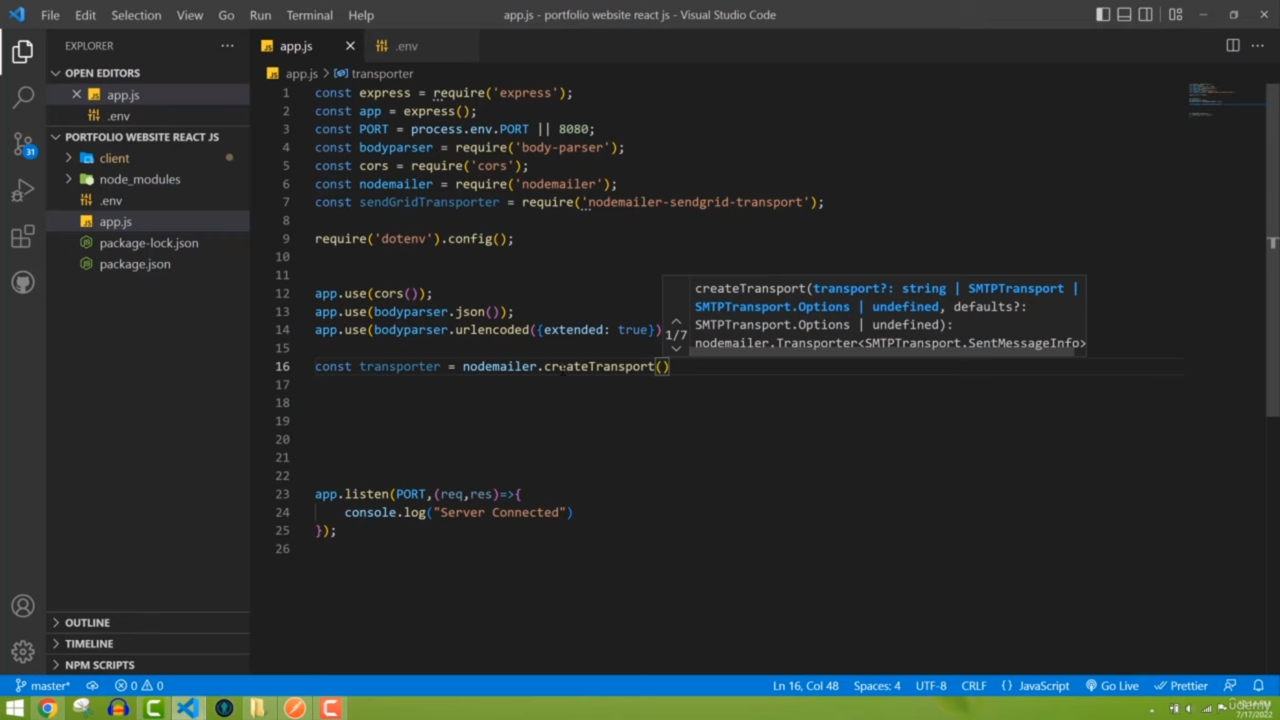 File Edit Selection View Go Run Terminal Help
app.js - portfolio website react js - Visual Studio Code
EXPLORER
OPEN EDITORS
app.js
.env
PORTFOLIO WEBSITE REACT JS
client
node_modules
.env
app.js
package-lock.json
package.json
OUTLINE
TIMELINE
NPM SCRIPTS
31
app.js
.env
app.js > transporter
1 const express = require('express');
2 const app = express();
3 const PORT = process.env.PORT || 8080;
4 const bodyparser = require('body-parser');
5 const cors = require('cors');
6 const nodemailer = require('nodemailer');
7 const sendGridTransporter = require('nodemailer-sendgrid-transport');
8
9 require('dotenv').config();
10
11
12 app.use(cors());
13 app.use(bodyparser.json());
14 app.use(bodyparser.urlencoded({extended: true})
15
16 const transporter = nodemailer.createTransport()
17
18
19
20
21
22
23 app.listen(PORT,(req,res)=>{
24 console.log("Server Connected")
25 });
26
1/7
createTransport(transport?: string | SMTPTransport |
SMTPTransport.Options | undefined, defaults?:
SMTPTransport.Options | undefined):
nodemailer.Transporter<SMTPTransport.SentMessageInfo>
master* 0 0
Ln 16, Col 48 Spaces: 4 UTF-8 CRLF {} JavaScript Go Live Prettier
udemy
7/17/2022